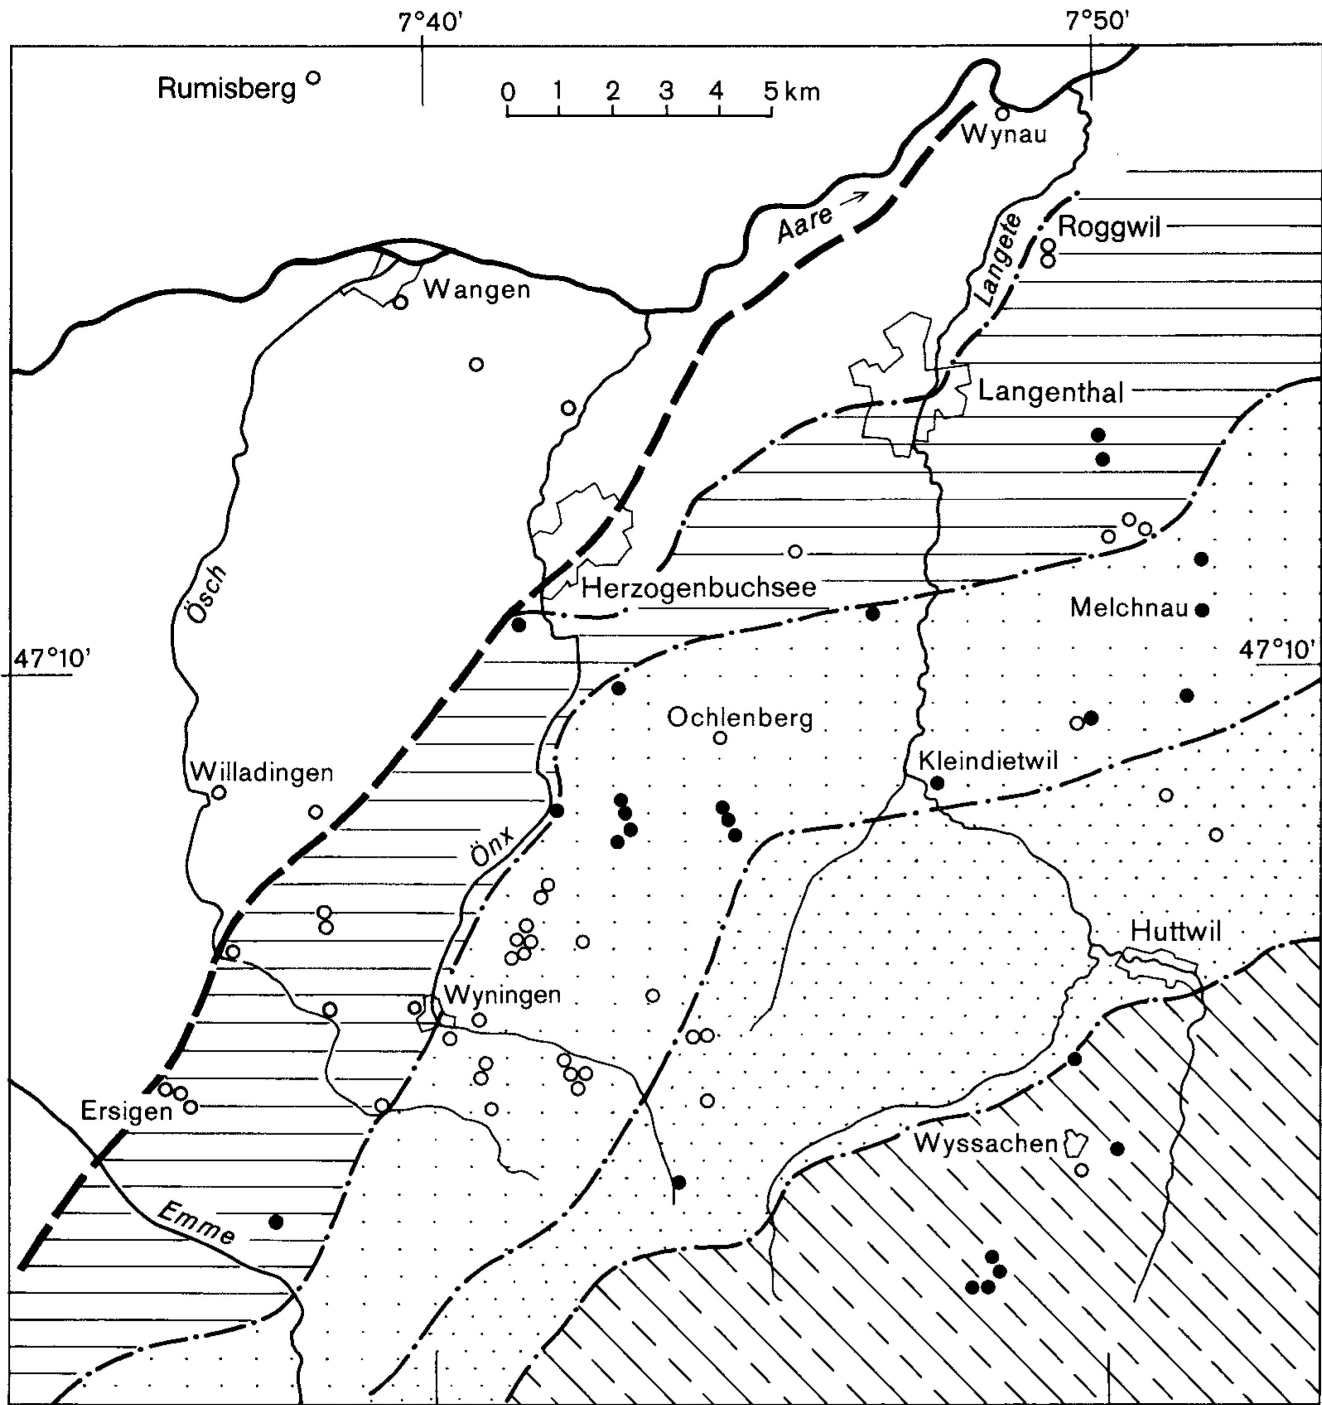 7°40'
7°50'
Rumisberg
0 1 2 3 4 5 km
Wynau
Aare
Langete
Roggwil
Wangen
Langenthal
Ösch
Herzogenbuchsee
Melchnau
47°10'
47°10'
Ochlenberg
Kleindietwil
Willadingen
Önx
Huttwil
Wyningen
Ersigen
Wyssachen
Emme